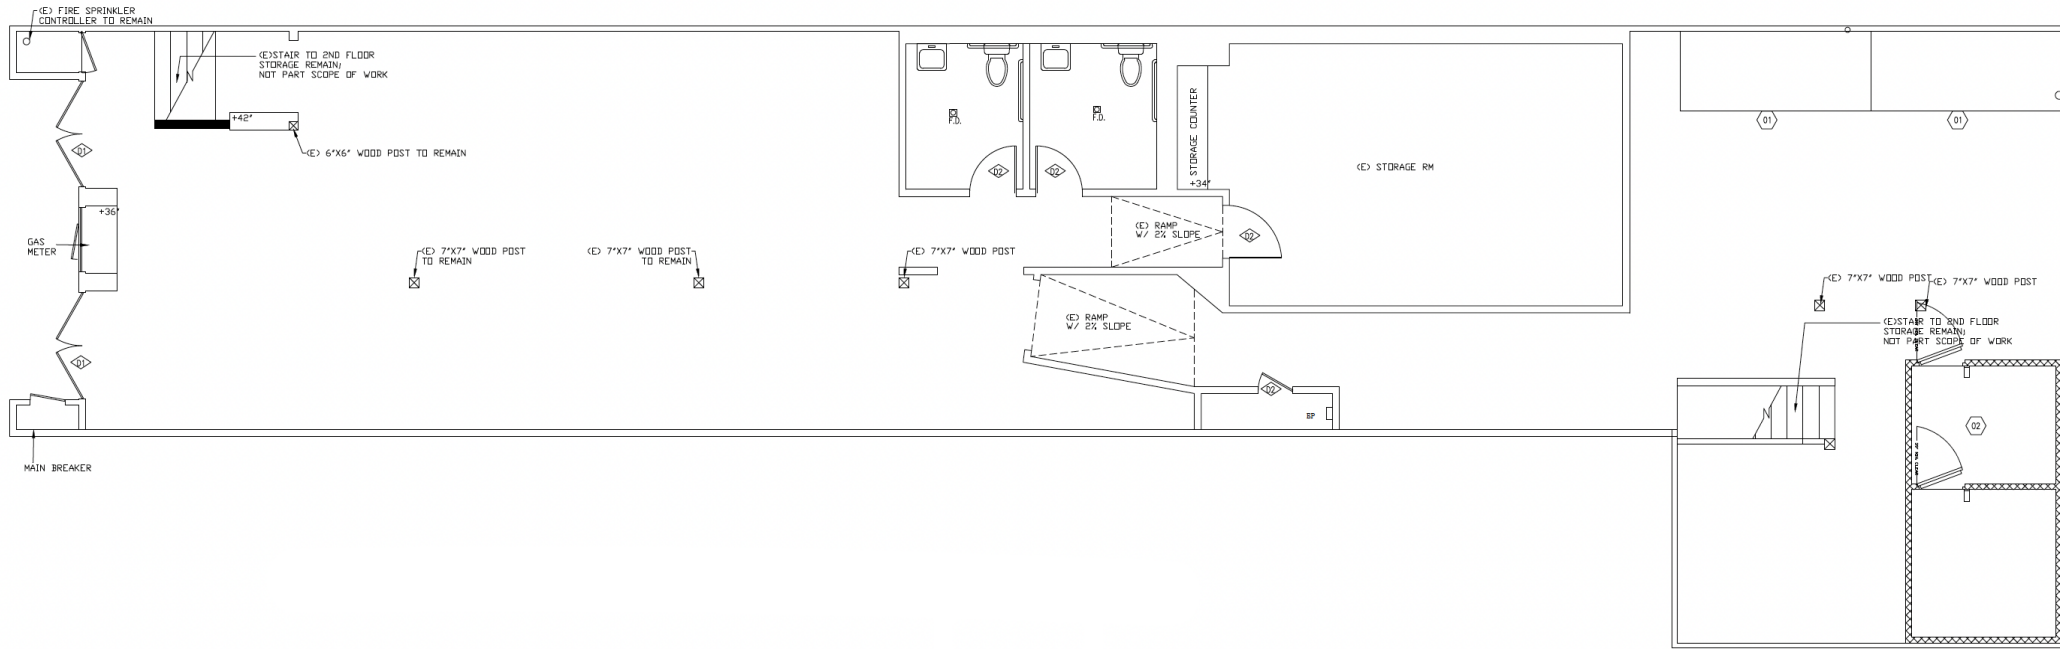 (E) FIRE SPRINKLER
CONTROLLER TO REMAIN
(E)STAIR TO 2ND FLOOR
STORAGE REMAIN;
NOT PART SCOPE OF WORK
+42"
(E) 6"X6" WOOD POST TO REMAIN
D1
+36"
GAS
METER
(E) 7"X7" WOOD POST
TO REMAIN
(E) 7"X7" WOOD POST
TO REMAIN
(E) 7"X7" WOOD POST
D1
MAIN BREAKER
F.D.
F.D.
D2
D2
STORAGE COUNTER
+34"
(E) STORAGE RM
(E) RAMP
W/ 2% SLOPE
D2
(E) RAMP
W/ 2% SLOPE
D2
EP
01
01
(E) 7"X7" WOOD POST
(E) 7"X7" WOOD POST
(E)STAIR TO 2ND FLOOR
STORAGE REMAIN;
NOT PART SCOPE OF WORK
02